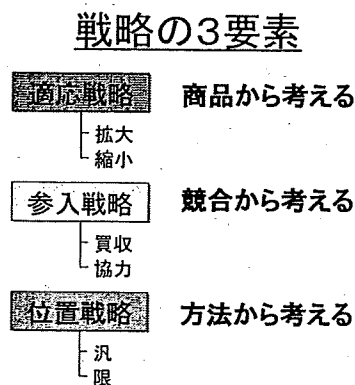 戦略の3要素
適応戦略 商品から考える
拡大
縮小
参入戦略 競合から考える
買収
協力
位置戦略 方法から考える
汎
限